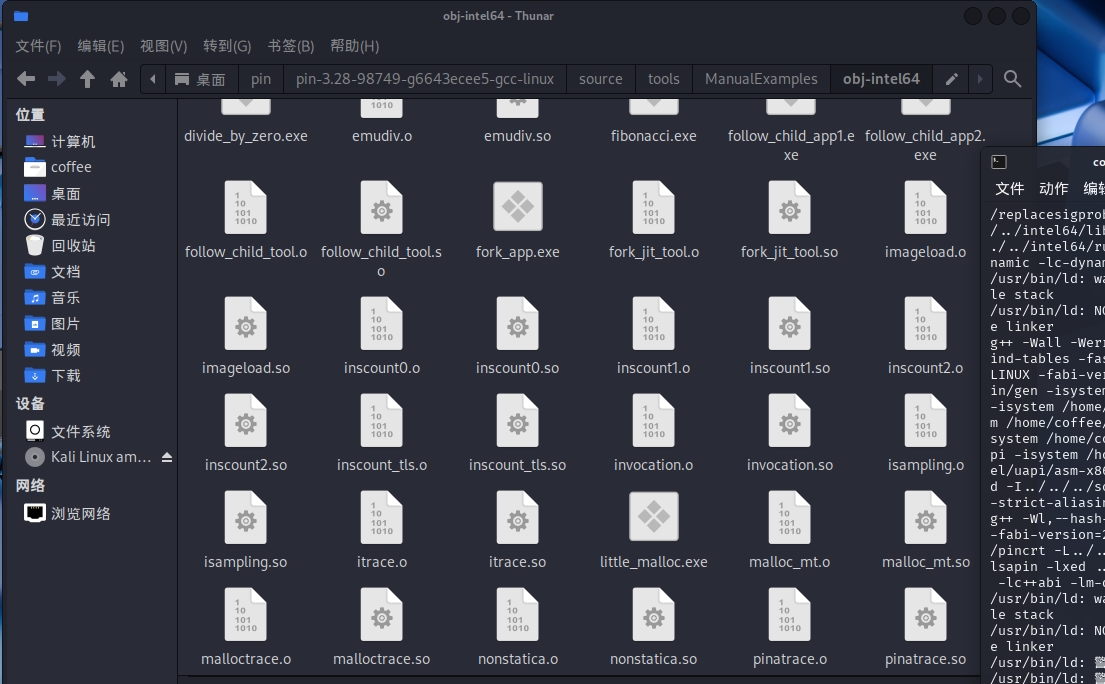 obj-intel64 - Thunar
文件(F) 编辑(E) 视图(V) 转到(G) 书签(B) 帮助(H)
桌面 pin pin-3.28-98749-g6643ecee5-gcc-linux source tools ManualExamples obj-intel64
位置
计算机
coffee
桌面
最近访问
回收站
文档
音乐
图片
视频
下载
设备
文件系统
Kali Linux am...
网络
浏览网络
divide_by_zero.exe emudiv.o emudiv.so fibonacci.exe follow_child_app1.e follow_child_app2.
xe exe
follow_child_tool.o follow_child_tool.s fork_app.exe fork_jit_tool.o fork_jit_tool.so imageload.o
o
imageload.so inscount0.o inscount0.so inscount1.o inscount1.so inscount2.o
inscount2.so inscount_tls.o inscount_tls.so invocation.o invocation.so isampling.o
isampling.so itrace.o itrace.so little_malloc.exe malloc_mt.o malloc_mt.so
malloctrace.o malloctrace.so nonstatica.o nonstatica.so pinatrace.o pinatrace.so
co
文件 动作 编辑
/replacesigprob
/../intel64/lib
./../intel64/ru
namic -lc-dynam
/usr/bin/ld: wa
le stack
/usr/bin/ld: NO
e linker
g++ -Wall -Werr
ind-tables -fas
LINUX -fabi-ver
in/gen -isystem
-isystem /home/
m /home/coffee/
system /home/co
pi -isystem /ho
el/uapi/asm-x86
d -I../../../so
-strict-aliasin
g++ -Wl,--hash-
-fabi-version=2
/pincrt -L../..
lsapin -lxed ..
-lc++abi -lm-d
/usr/bin/ld: wa
le stack
/usr/bin/ld: NO
e linker
/usr/bin/ld: 警
/usr/bin/ld: 警